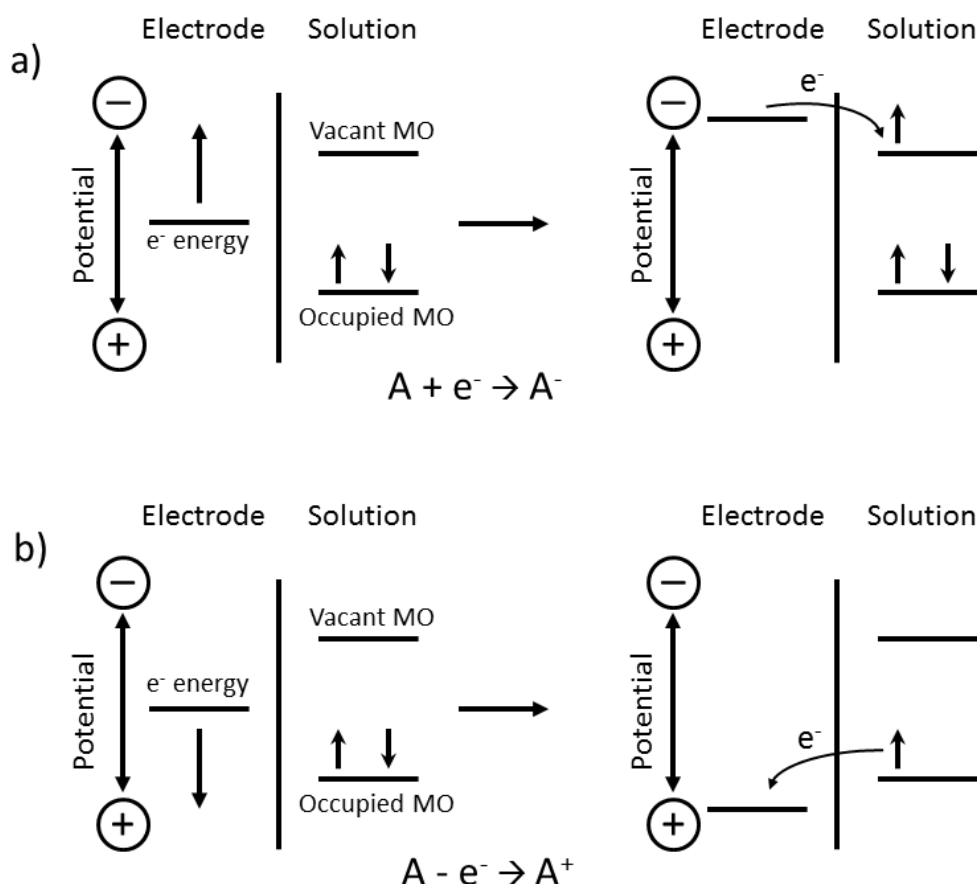 Electrode Solution Electrode Solution
a)
−
e⁻
Vacant MO
Potential
e⁻ energy
Potential
Occupied MO
+
A + e⁻ → A⁻
Electrode Solution Electrode Solution
b)
−
Vacant MO
Potential
e⁻ energy
Potential
e⁻
Occupied MO
+
A - e⁻ → A⁺